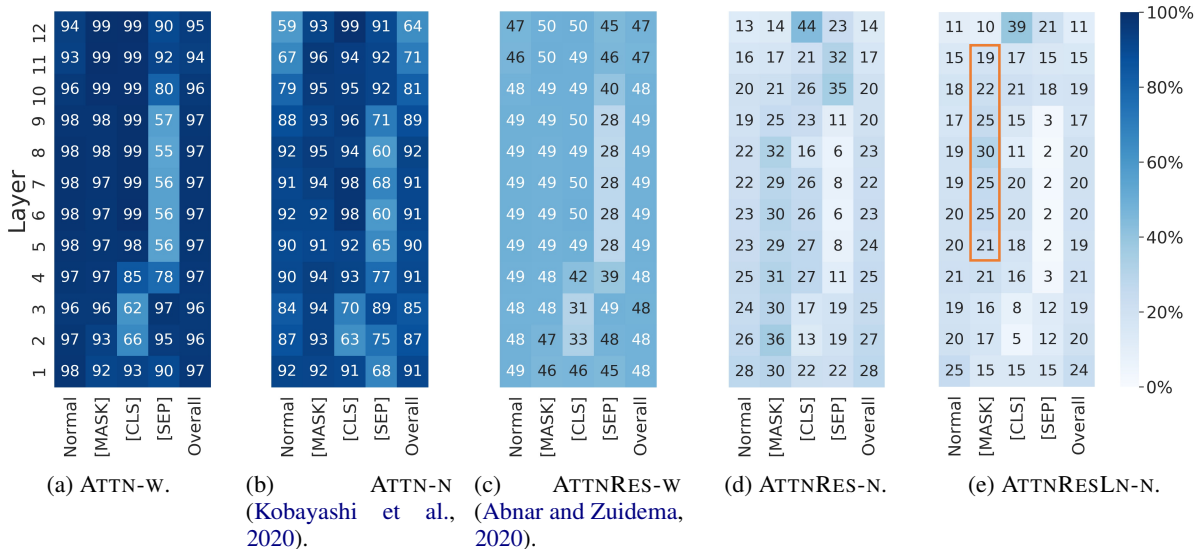 12 94 99 99 90 95 59 93 99 91 64 47 50 50 45 47 13 14 44 23 14 11 10 39 21 11 100%
11 93 99 99 92 94 67 96 94 92 71 46 50 49 46 47 16 17 21 32 17 15 19 17 15 15
10 96 99 99 80 96 79 95 95 92 81 48 49 49 40 48 20 21 26 35 20 18 22 21 18 19 80%
9 98 98 99 57 97 88 93 96 71 89 49 49 49 28 49 19 25 23 11 20 17 25 15 3 17
8 98 98 99 55 97 92 95 94 60 92 49 49 49 28 49 22 32 16 6 23 19 30 11 2 20 60%
Layer
7 98 97 99 56 97 91 94 98 68 91 49 49 50 28 49 22 29 26 8 22 19 25 20 2 20
6 98 97 99 56 97 92 92 98 60 91 49 49 50 28 49 23 30 26 6 23 20 25 20 2 20
5 98 97 98 56 97 90 91 92 65 90 49 49 49 28 49 23 29 27 8 24 20 21 18 2 19 40%
4 97 97 85 78 97 90 94 93 77 91 49 48 42 39 48 25 31 27 11 25 21 21 16 3 21
3 96 96 62 97 96 84 94 70 89 85 48 48 31 49 48 24 30 17 19 25 19 16 8 12 19 20%
2 97 93 66 95 96 87 93 63 75 87 48 47 33 48 48 26 36 13 19 27 20 17 5 12 20
1 98 92 93 90 97 92 92 91 68 91 49 46 46 45 48 28 30 22 22 28 25 15 15 15 24 0%
Normal [MASK] [CLS] [SEP] Overall Normal [MASK] [CLS] [SEP] Overall Normal [MASK] [CLS] [SEP] Overall Normal [MASK] [CLS] [SEP] Overall Normal [MASK] [CLS] [SEP] Overall
(a) ATTN-W.
(b) ATTN-N
(Kobayashi et al.,
2020).
(c) ATTNRES-W
(Abnar and Zuidema,
2020).
(d) ATTNRES-N.
(e) ATTNRESLN-N.